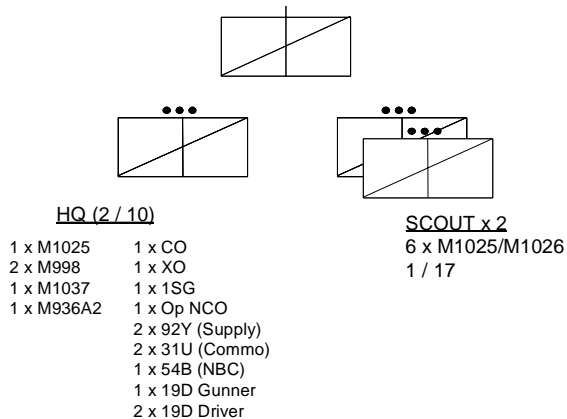 HQ (2 / 10)
1 x M1025
2 x M998
1 x M1037
1 x M936A2
1 x CO
1 x XO
1 x 1SG
1 x Op NCO
2 x 92Y (Supply)
2 x 31U (Commo)
1 x 54B (NBC)
1 x 19D Gunner
2 x 19D Driver
SCOUT x 2
6 x M1025/M1026
1 / 17